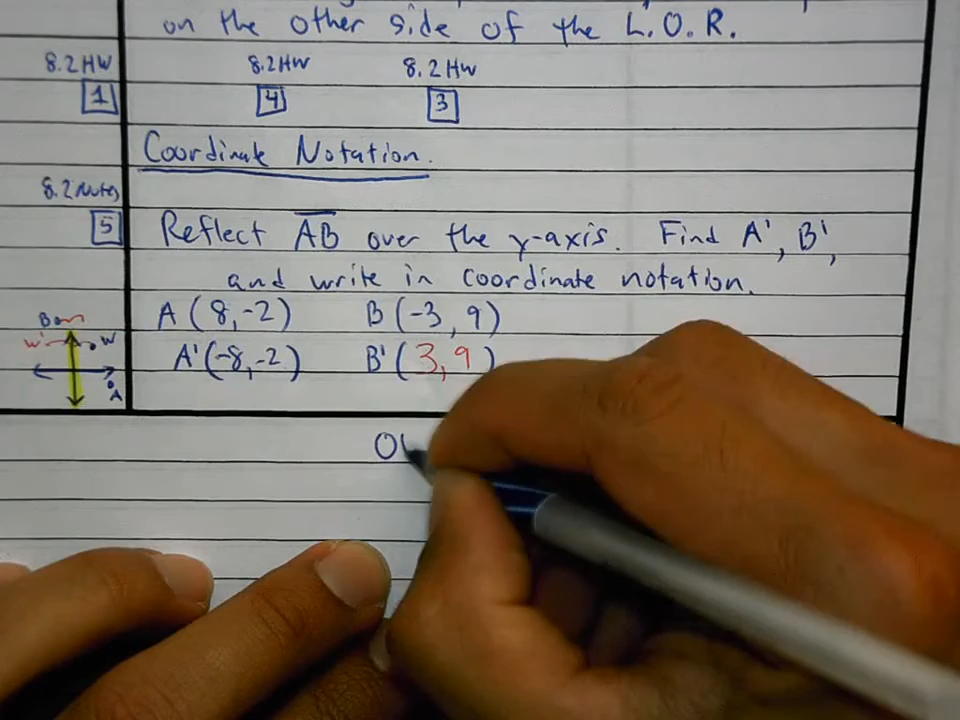 on the other side of the L.O.R.
8.2 HW 8.2 HW 8.2 HW
1 4 3
Coordinate Notation.
8.2 Notes
5 Reflect AB over the y-axis. Find A', B',
and write in coordinate notation.
A (8,-2) B (-3, 9)
A'(-8,-2) B' (3,9)
B
W' W
A